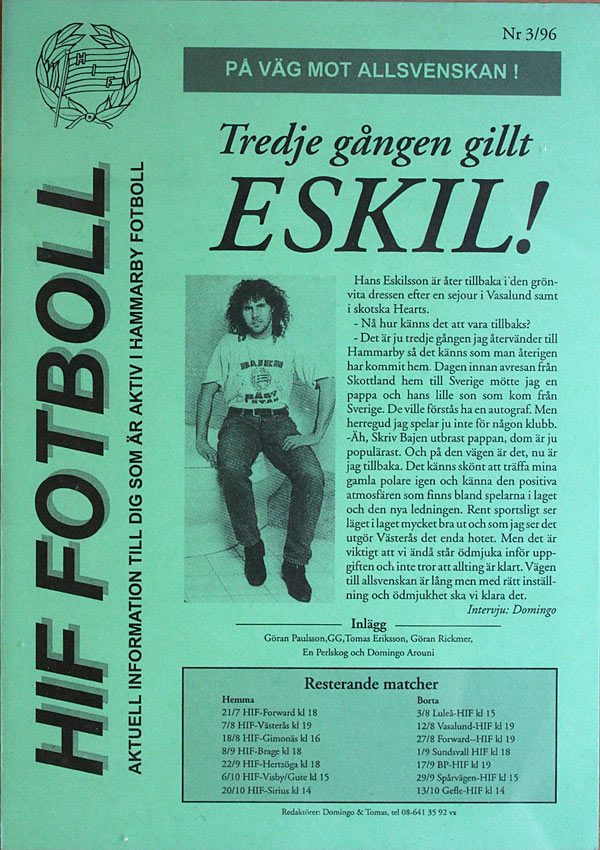 H I F
Nr 3/96
PÅ VÄG MOT ALLSVENSKAN !
HIF FOTBOLL
AKTUELL INFORMATION TILL DIG SOM ÄR AKTIV I HAMMARBY FOTBOLL
Tredje gången gillt
ESKIL!
BAJEN
BÄST
I STAN
Hans Eskilsson är åter tillbaka i den grön-
vita dressen efter en sejour i Vasalund samt
i skotska Hearts.
- Nå hur känns det att vara tillbaks?
- Det är ju tredje gången jag återvänder till
Hammarby så det känns som man återigen
har kommit hem. Dagen innan avresan från
Skottland hem till Sverige mötte jag en
pappa och hans lille son som kom från
Sverige. De ville förstås ha en autograf. Men
herregud jag spelar ju inte för någon klubb.
-Äh, Skriv Bajen utbrast pappan, dom är ju
populärast. Och på den vägen är det, nu är
jag tillbaka. Det känns skönt att träffa mina
gamla polare igen och känna den positiva
atmosfären som finns bland spelarna i laget
och den nya ledningen. Rent sportsligt ser
läget i laget mycket bra ut och som jag ser det
utgör Västerås det enda hotet. Men det är
viktigt att vi ändå står ödmjuka inför upp-
giften och inte tror att allting är klart. Vägen
till allsvenskan är lång men med rätt inställ-
ning och ödmjukhet ska vi klara det.
Intervju: Domingo
Inlägg
Göran Paulsson,GG,Tomas Eriksson, Göran Rickmer,
En Perlskog och Domingo Arouni
Resterande matcher
Hemma
21/7 HIF-Forward kl 18
7/8 HIF-Västerås kl 19
18/8 HIF-Gimonäs kl 16
8/9 HIF-Brage kl 18
22/9 HIF-Hertzöga kl 18
6/10 HIF-Visby/Gute kl 15
20/10 HIF-Sirius kl 14
Borta
3/8 Luleå-HIF kl 15
12/8 Vasalund-HIF kl 19
27/8 Forward--HIF kl 19
1/9 Sundsvall HIF kl 18
17/9 BP-HIF kl 19
29/9 Spårvägen-HIF kl 15
13/10 Gefle-HIF kl 14
Redaktörer: Domingo & Tomas, tel 08-641 35 92 vx